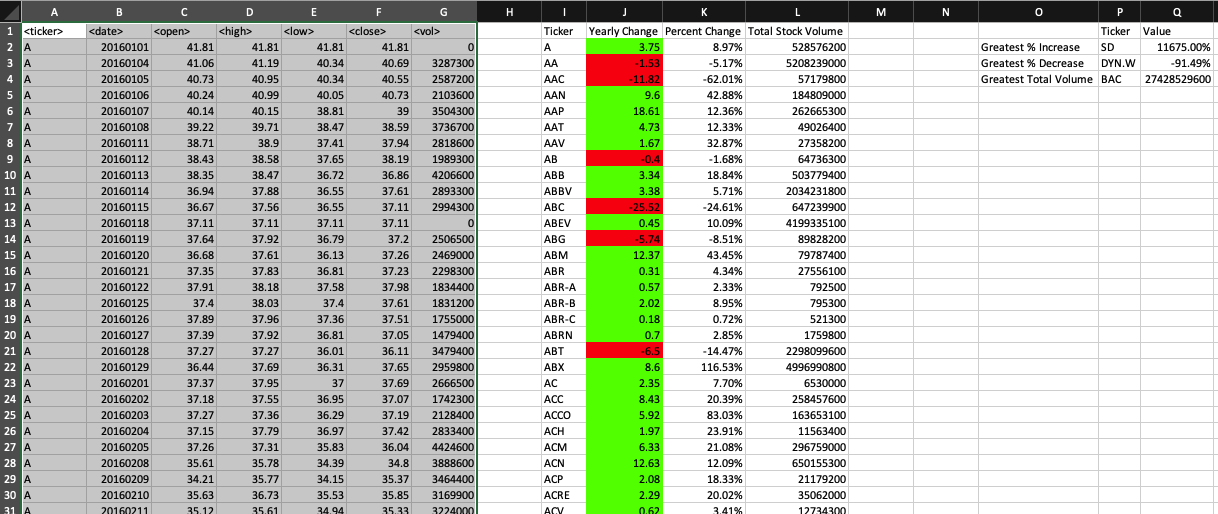 A B C D E F G H I J K L M N O P Q
1 <ticker> <date> <open> <high> <low> <close> <vol> Ticker Yearly Change Percent Change Total Stock Volume Ticker Value
2 A 20160101 41.81 41.81 41.81 41.81 0 A 3.75 8.97% 528576200 Greatest % Increase SD 11675.00%
3 A 20160104 41.06 41.19 40.34 40.69 3287300 AA -1.53 -5.17% 5208239000 Greatest % Decrease DYN.W -91.49%
4 A 20160105 40.73 40.95 40.34 40.55 2587200 AAC -11.82 -62.01% 57179800 Greatest Total Volume BAC 27428529600
5 A 20160106 40.24 40.99 40.05 40.73 2103600 AAN 9.6 42.88% 184809000
6 A 20160107 40.14 40.15 38.81 39 3504300 AAP 18.61 12.36% 262665300
7 A 20160108 39.22 39.71 38.47 38.59 3736700 AAT 4.73 12.33% 49026400
8 A 20160111 38.71 38.9 37.41 37.94 2818600 AAV 1.67 32.87% 27358200
9 A 20160112 38.43 38.58 37.65 38.19 1989300 AB -0.4 -1.68% 64736300
10 A 20160113 38.35 38.47 36.72 36.86 4206600 ABB 3.34 18.84% 503779400
11 A 20160114 36.94 37.88 36.55 37.61 2893300 ABBV 3.38 5.71% 2034231800
12 A 20160115 36.67 37.56 36.55 37.11 2994300 ABC -25.52 -24.61% 647239900
13 A 20160118 37.11 37.11 37.11 37.11 0 ABEV 0.45 10.09% 4199335100
14 A 20160119 37.64 37.92 36.79 37.2 2506500 ABG -5.74 -8.51% 89828200
15 A 20160120 36.68 37.61 36.13 37.26 2469000 ABM 12.37 43.45% 79787400
16 A 20160121 37.35 37.83 36.81 37.23 2298300 ABR 0.31 4.34% 27556100
17 A 20160122 37.91 38.18 37.58 37.98 1834400 ABR-A 0.57 2.33% 792500
18 A 20160125 37.4 38.03 37.4 37.61 1831200 ABR-B 2.02 8.95% 795300
19 A 20160126 37.89 37.96 37.36 37.51 1755000 ABR-C 0.18 0.72% 521300
20 A 20160127 37.39 37.92 36.81 37.05 1479400 ABRN 0.7 2.85% 1759800
21 A 20160128 37.27 37.27 36.01 36.11 3479400 ABT -6.5 -14.47% 2298099600
22 A 20160129 36.44 37.69 36.31 37.65 2959800 ABX 8.6 116.53% 4996990800
23 A 20160201 37.37 37.95 37 37.69 2666500 AC 2.35 7.70% 6530000
24 A 20160202 37.18 37.55 36.95 37.07 1742300 ACC 8.43 20.39% 258457600
25 A 20160203 37.27 37.36 36.29 37.19 2128400 ACCO 5.92 83.03% 163653100
26 A 20160204 37.15 37.79 36.97 37.42 2833400 ACH 1.97 23.91% 11563400
27 A 20160205 37.26 37.31 35.83 36.04 4424600 ACM 6.33 21.08% 296759000
28 A 20160208 35.61 35.78 34.39 34.8 3888600 ACN 12.63 12.09% 650155300
29 A 20160209 34.21 35.77 34.15 35.37 3464400 ACP 2.08 18.33% 21179200
30 A 20160210 35.63 36.73 35.53 35.85 3169900 ACRE 2.29 20.02% 35062000
31 A 20160211 35.12 35.61 34.94 35.33 3224000 ACV 0.62 3.41% 12734300